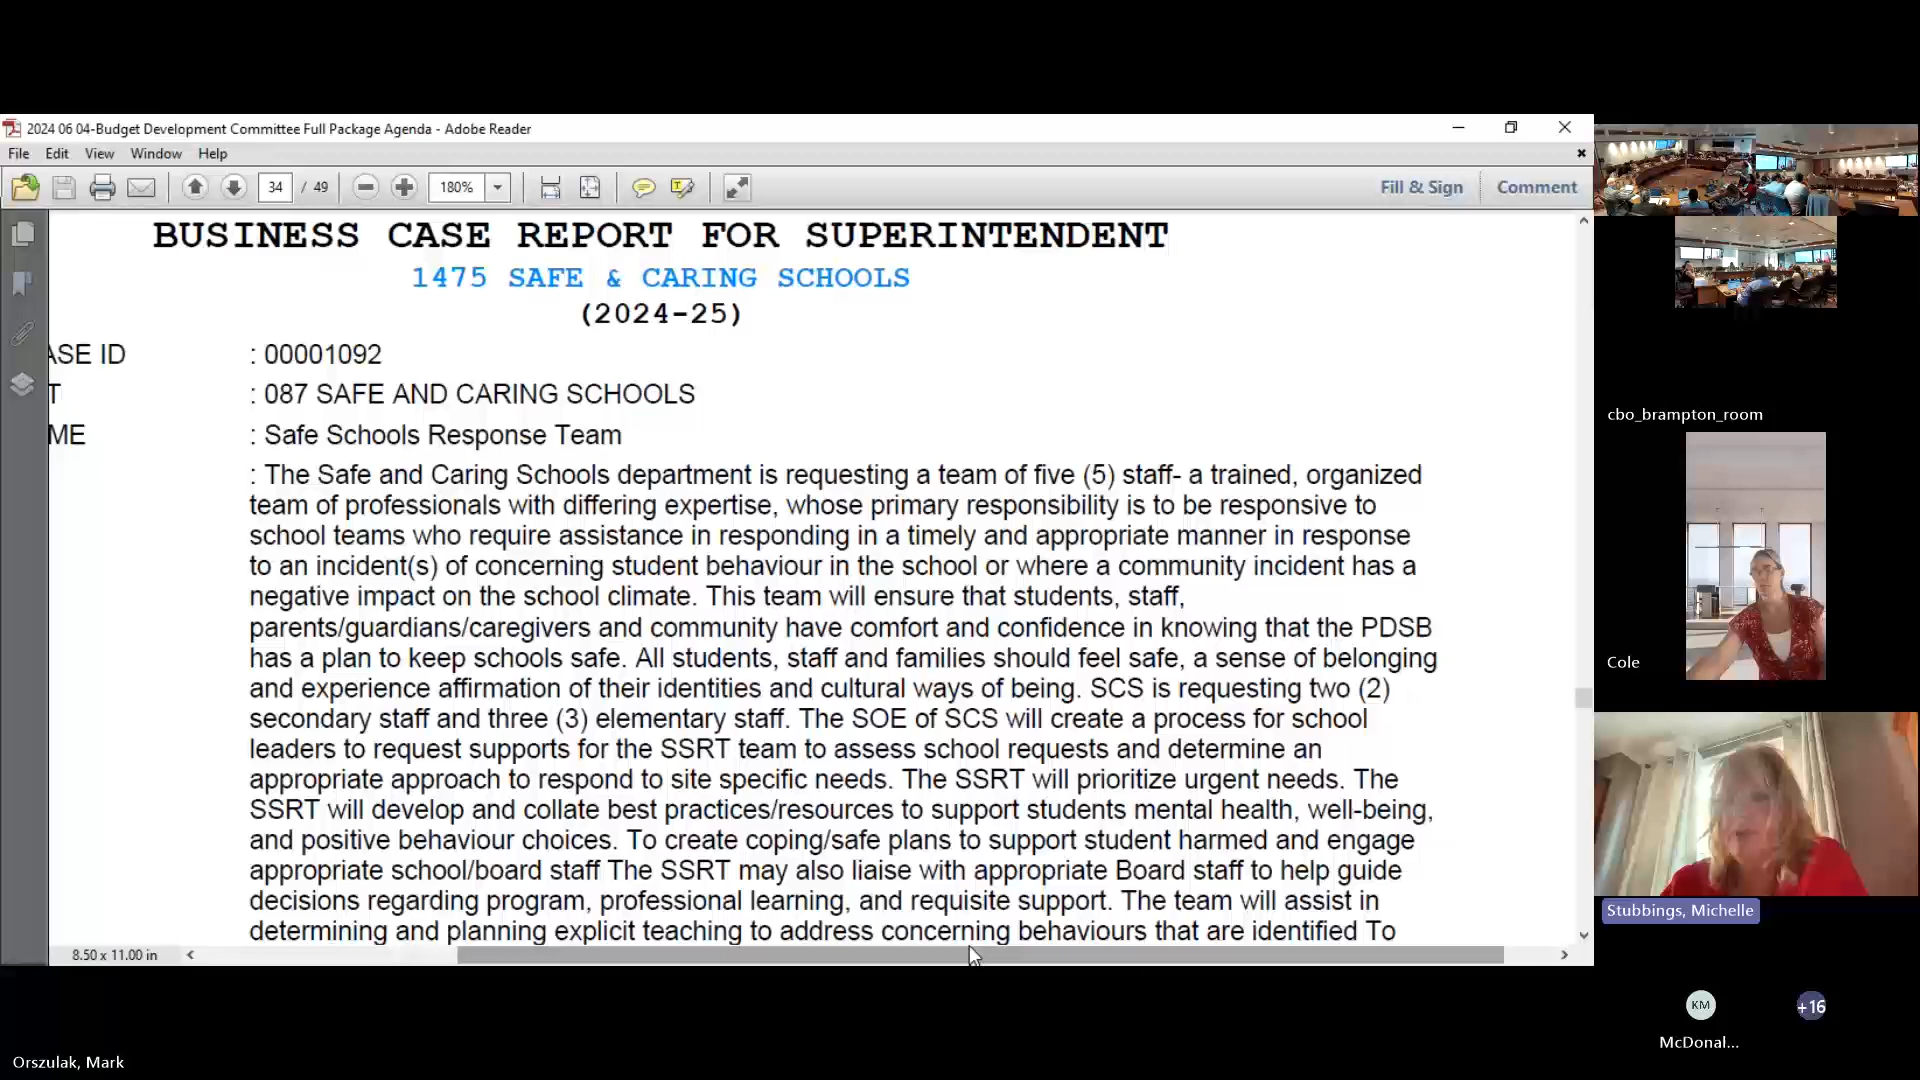 2024 06 04-Budget Development Committee Full Package Agenda - Adobe Reader
File Edit View Window Help
34 / 49
180%
Fill & Sign
Comment
BUSINESS CASE REPORT FOR SUPERINTENDENT
1475 SAFE & CARING SCHOOLS
(2024-25)
ASE ID : 00001092
T : 087 SAFE AND CARING SCHOOLS
ME : Safe Schools Response Team
: The Safe and Caring Schools department is requesting a team of five (5) staff- a trained, organized
team of professionals with differing expertise, whose primary responsibility is to be responsive to
school teams who require assistance in responding in a timely and appropriate manner in response
to an incident(s) of concerning student behaviour in the school or where a community incident has a
negative impact on the school climate. This team will ensure that students, staff,
parents/guardians/caregivers and community have comfort and confidence in knowing that the PDSB
has a plan to keep schools safe. All students, staff and families should feel safe, a sense of belonging
and experience affirmation of their identities and cultural ways of being. SCS is requesting two (2)
secondary staff and three (3) elementary staff. The SOE of SCS will create a process for school
leaders to request supports for the SSRT team to assess school requests and determine an
appropriate approach to respond to site specific needs. The SSRT will prioritize urgent needs. The
SSRT will develop and collate best practices/resources to support students mental health, well-being,
and positive behaviour choices. To create coping/safe plans to support student harmed and engage
appropriate school/board staff The SSRT may also liaise with appropriate Board staff to help guide
decisions regarding program, professional learning, and requisite support. The team will assist in
determining and planning explicit teaching to address concerning behaviours that are identified To
8.50 x 11.00 in
cbo_brampton_room
Cole
Stubbings, Michelle
KM
+16
McDonal...
Orszulak, Mark